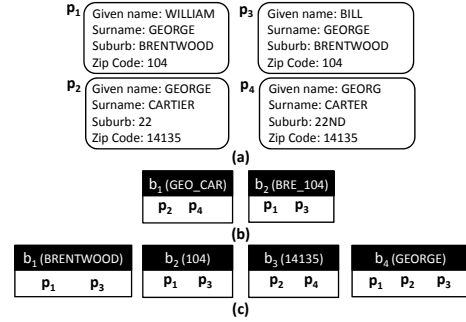 p1
Given name: WILLIAM
Surname: GEORGE
Suburb: BRENTWOOD
Zip Code: 104
p3
Given name: BILL
Surname: GEORGE
Suburb: BRENTWOOD
Zip Code: 104
p2
Given name: GEORGE
Surname: CARTIER
Suburb: 22
Zip Code: 14135
p4
Given name: GEORG
Surname: CARTER
Suburb: 22ND
Zip Code: 14135
(a)
b1 (GEO_CAR) b2 (BRE_104)
p2 p4 p1 p3
(b)
b1 (BRENTWOOD) b2 (104) b3 (14135) b4 (GEORGE)
p1 p3 p1 p3 p2 p4 p1 p2 p3
(c)